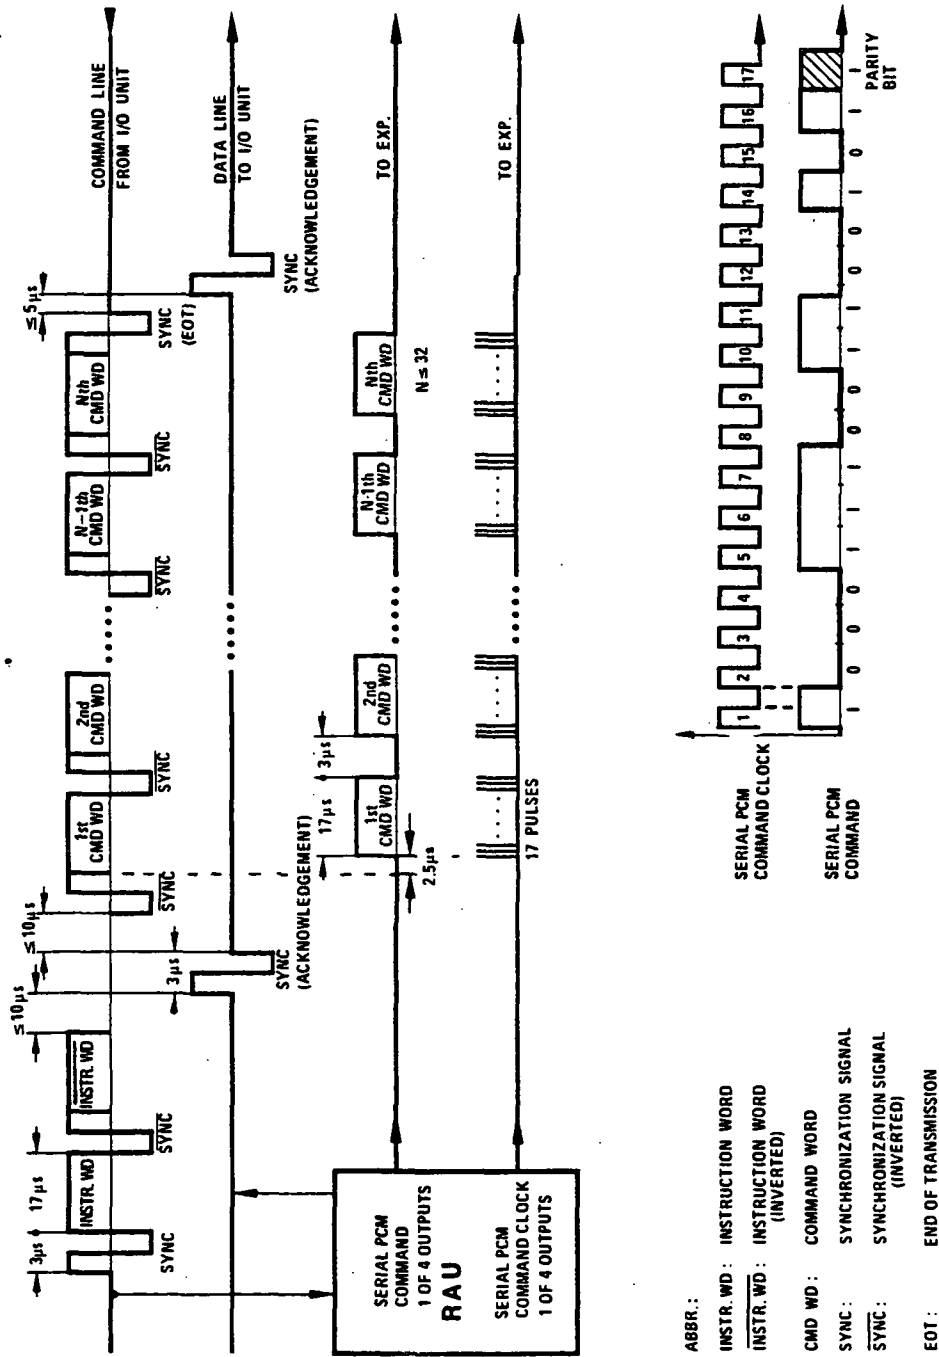 COMMAND LINE
FROM I/O UNIT
3µs
17µs
≤10µs
≤10µs
≤5µs
INSTR. WD
INSTR. WD
1st
CMD WD
2nd
CMD WD
N–1th
CMD WD
Nth
CMD WD
SYNC
SYNC
SYNC
SYNC
SYNC
SYNC
SYNC
(EOT)
DATA LINE
TO I/O UNIT
3µs
SYNC
(ACKNOWLEDGEMENT)
SYNC
(ACKNOWLEDGEMENT)
2.5µs
17µs
3µs
1st
CMD WD
2nd
CMD WD
N-1th
CMD WD
Nth
CMD WD
N≤32
TO EXP.
17 PULSES
TO EXP.
SERIAL PCM
COMMAND
1 OF 4 OUTPUTS
RAU
SERIAL PCM
COMMAND CLOCK
1 OF 4 OUTPUTS
SERIAL PCM
COMMAND CLOCK
1 2 3 4 5 6 7 8 9 10 11 12 13 14 15 16 17
SERIAL PCM
COMMAND
1 0 0 0 1 1 1 0 0 1 1 0 0 1 0 1 1
PARITY
BIT
ABBR.:
INSTR. WD: INSTRUCTION WORD
INSTR. WD: INSTRUCTION WORD
(INVERTED)
CMD WD: COMMAND WORD
SYNC: SYNCHRONIZATION SIGNAL
SYNC: SYNCHRONIZATION SIGNAL
(INVERTED)
EOT: END OF TRANSMISSION